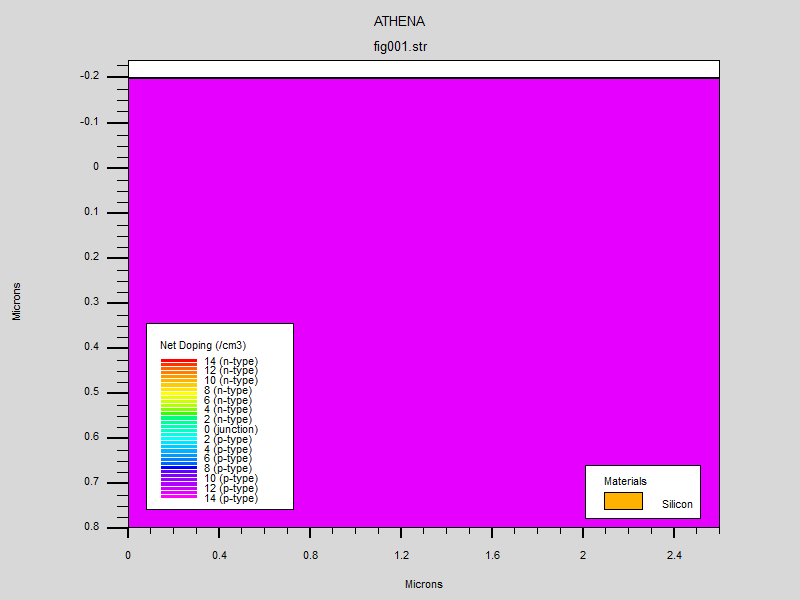 ATHENA
fig001.str
-0.2
-0.1
0
0.1
0.2
0.3
0.4
0.5
0.6
0.7
0.8
Microns
Net Doping (/cm3)
14 (n-type)
12 (n-type)
10 (n-type)
8 (n-type)
6 (n-type)
4 (n-type)
2 (n-type)
0 (junction)
2 (p-type)
4 (p-type)
6 (p-type)
8 (p-type)
10 (p-type)
12 (p-type)
14 (p-type)
Materials
Silicon
0 0.4 0.8 1.2 1.6 2 2.4
Microns